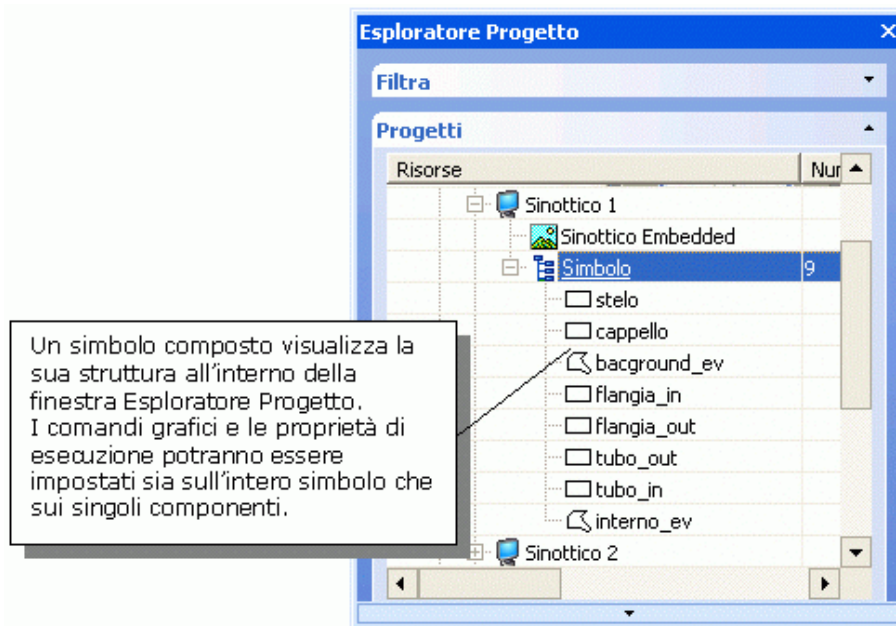 Esploratore Progetto
Filtra
Progetti
Risorse Nur
Sinottico 1
Sinottico Embedded
Simbolo 9
stelo
cappello
bacground_ev
flangia_in
flangia_out
tubo_out
tubo_in
interno_ev
Sinottico 2
Un simbolo composto visualizza la
sua struttura all'interno della
finestra Esploratore Progetto.
I comandi grafici e le proprietà di
esecuzione potranno essere
impostati sia sull'intero simbolo che
sui singoli componenti.